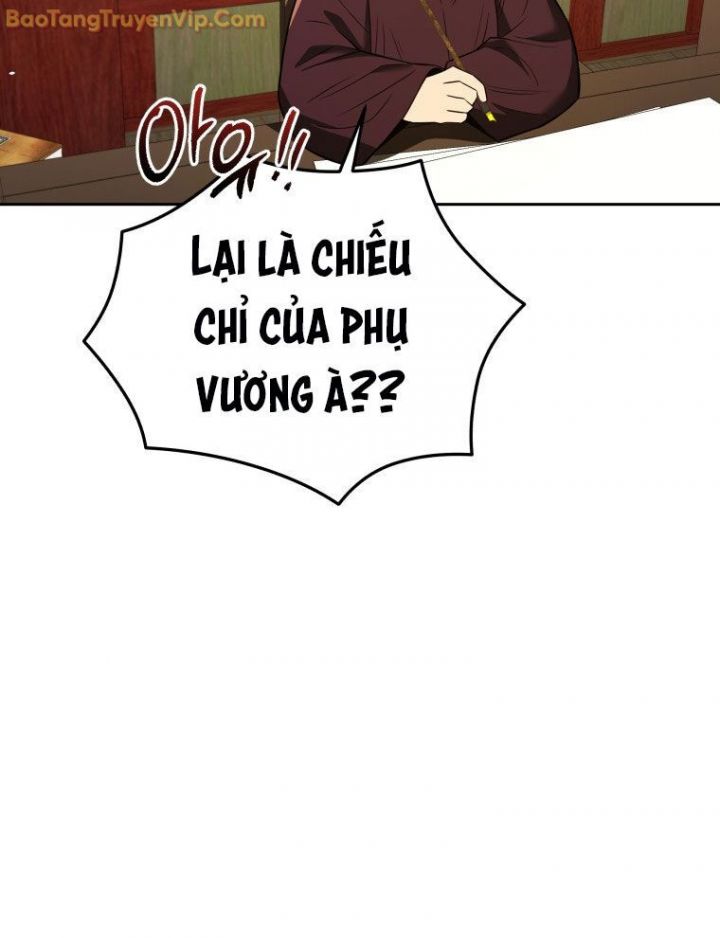 BaoTangTruyenVip.Com
LẠI LÀ CHIẾU
CHỈ CỦA PHỤ
VƯƠNG À??